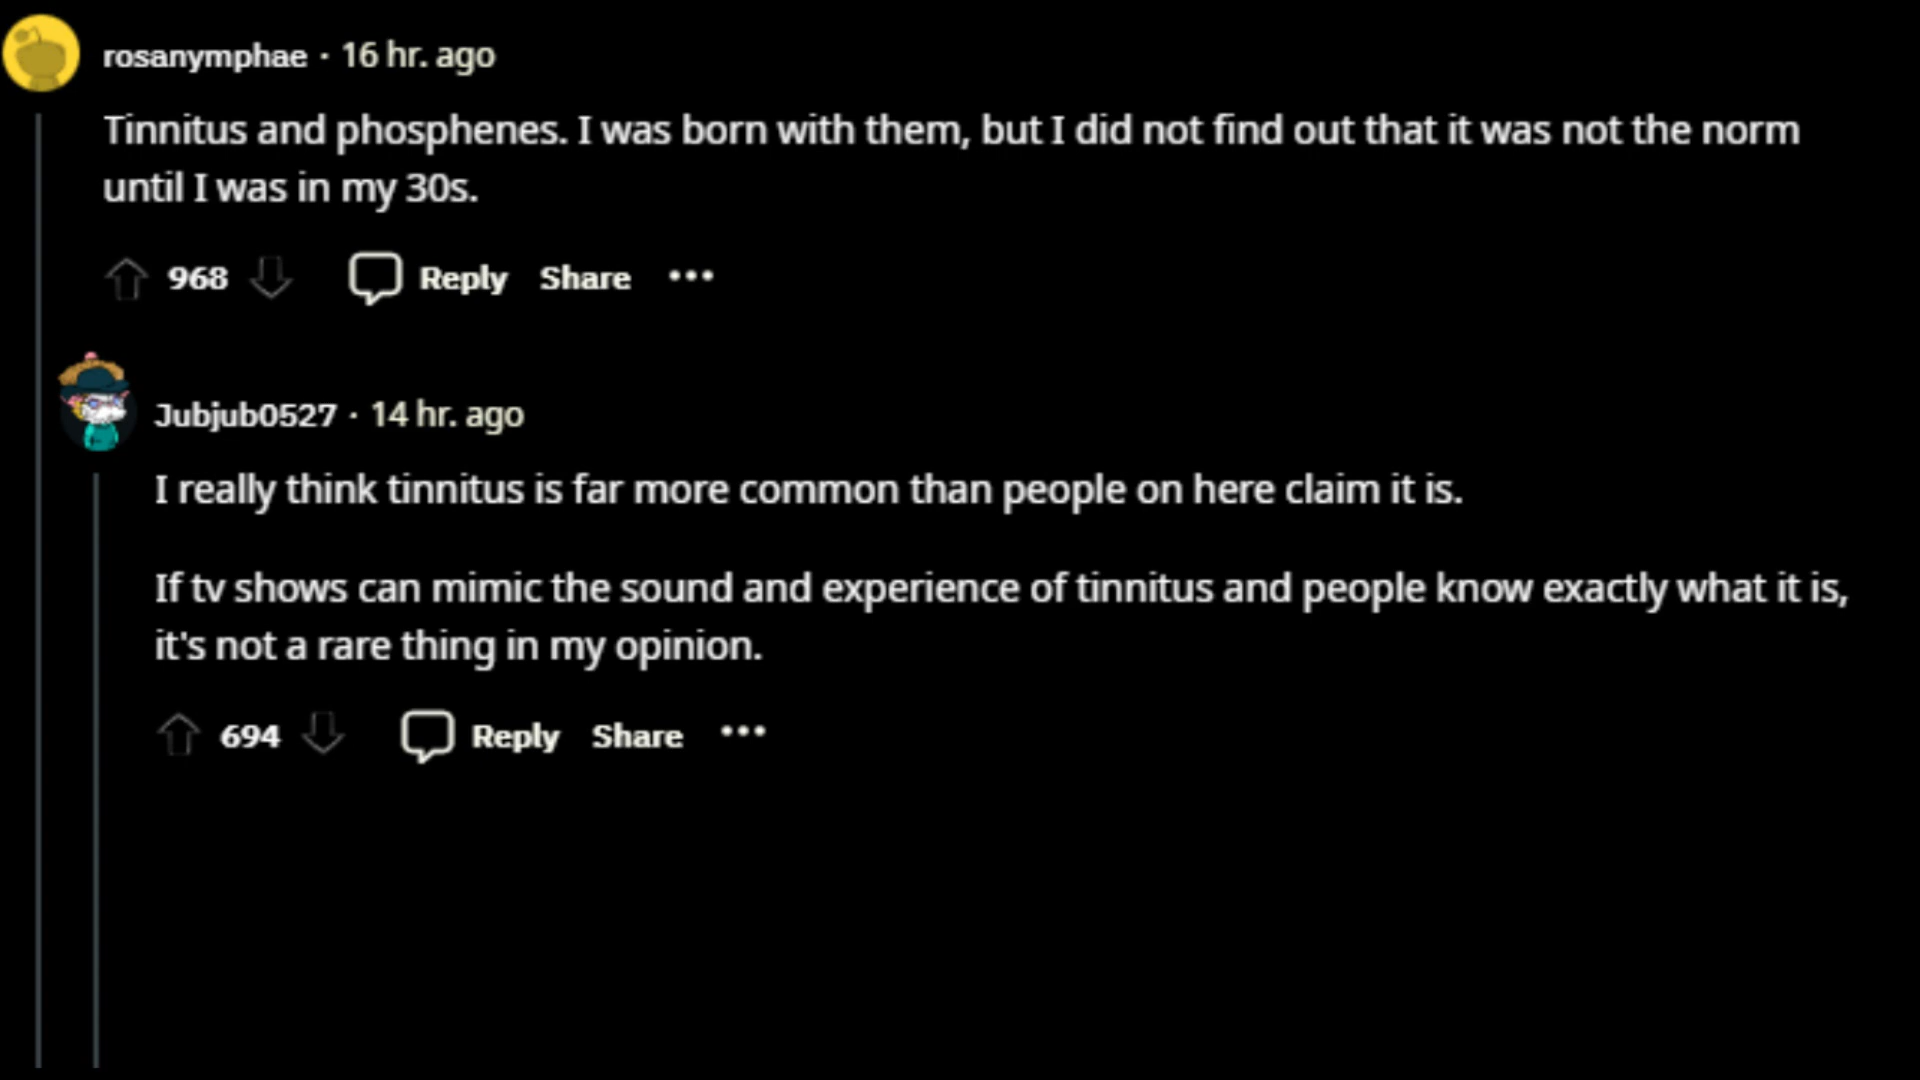 rosanymphae · 16 hr. ago
Tinnitus and phosphenes. I was born with them, but I did not find out that it was not the norm
until I was in my 30s.
968 Reply Share •••
Jubjub0527 · 14 hr. ago
I really think tinnitus is far more common than people on here claim it is.
If tv shows can mimic the sound and experience of tinnitus and people know exactly what it is,
it's not a rare thing in my opinion.
694 Reply Share •••